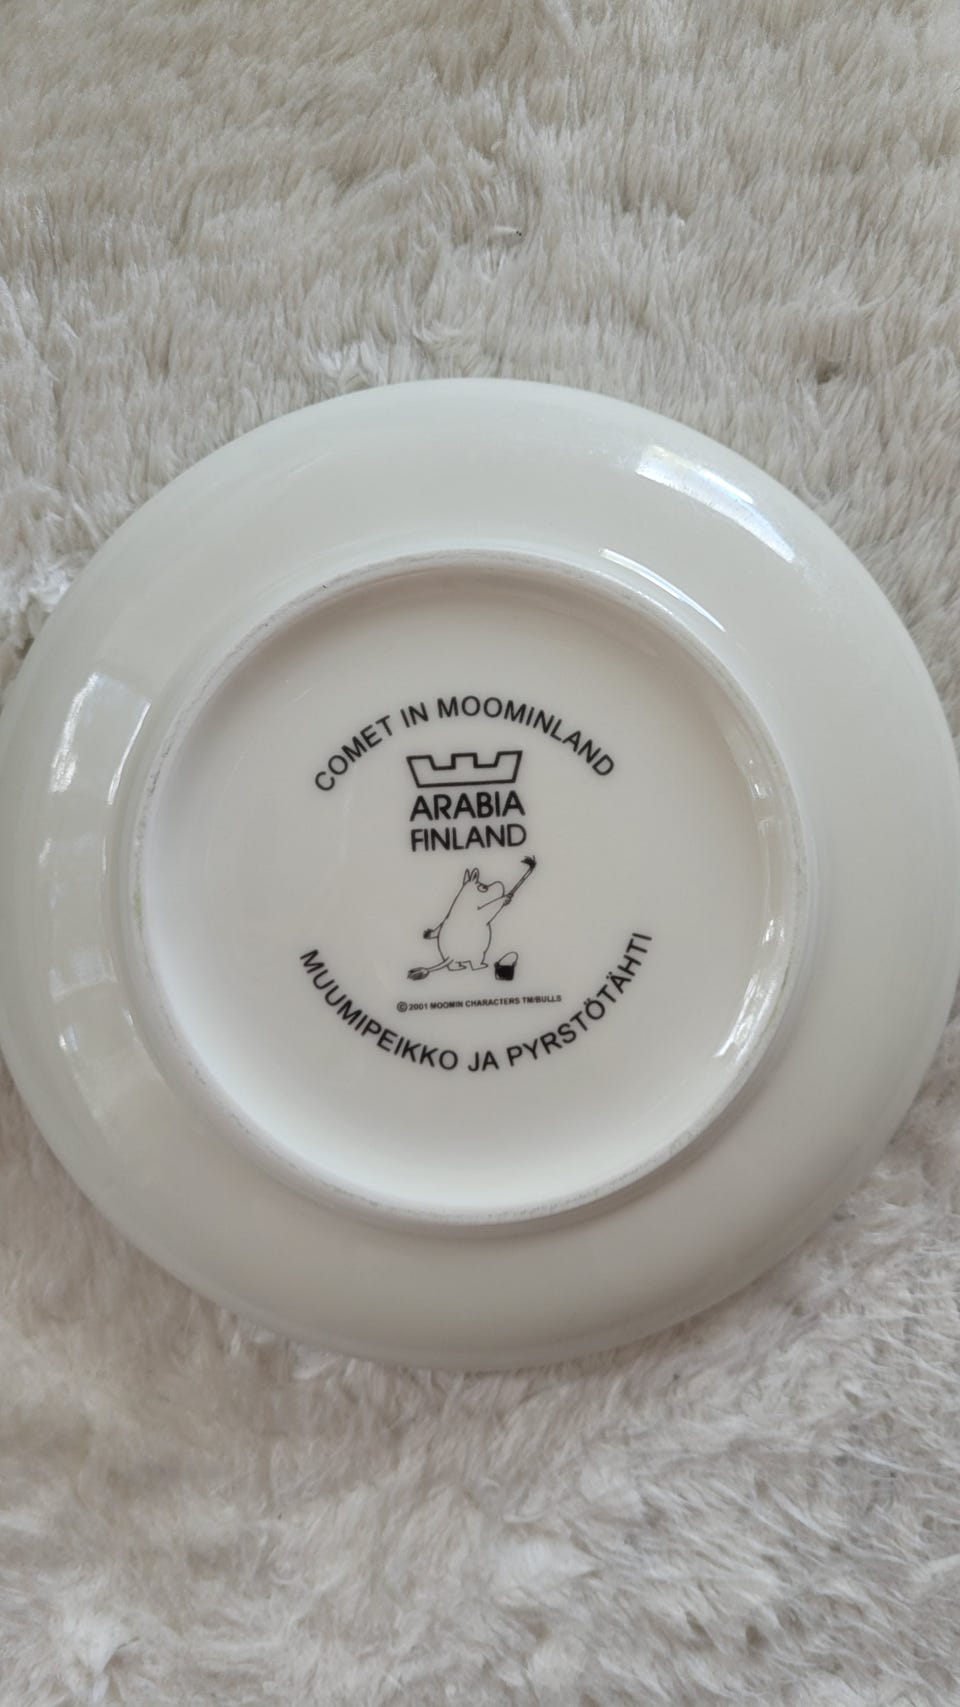 COMET IN MOOMINLAND
ARABIA
FINLAND
© 2001 MOOMIN CHARACTERS TM/BULLS
MUUMIPEIKKO JA PYRSTÖTÄHTI